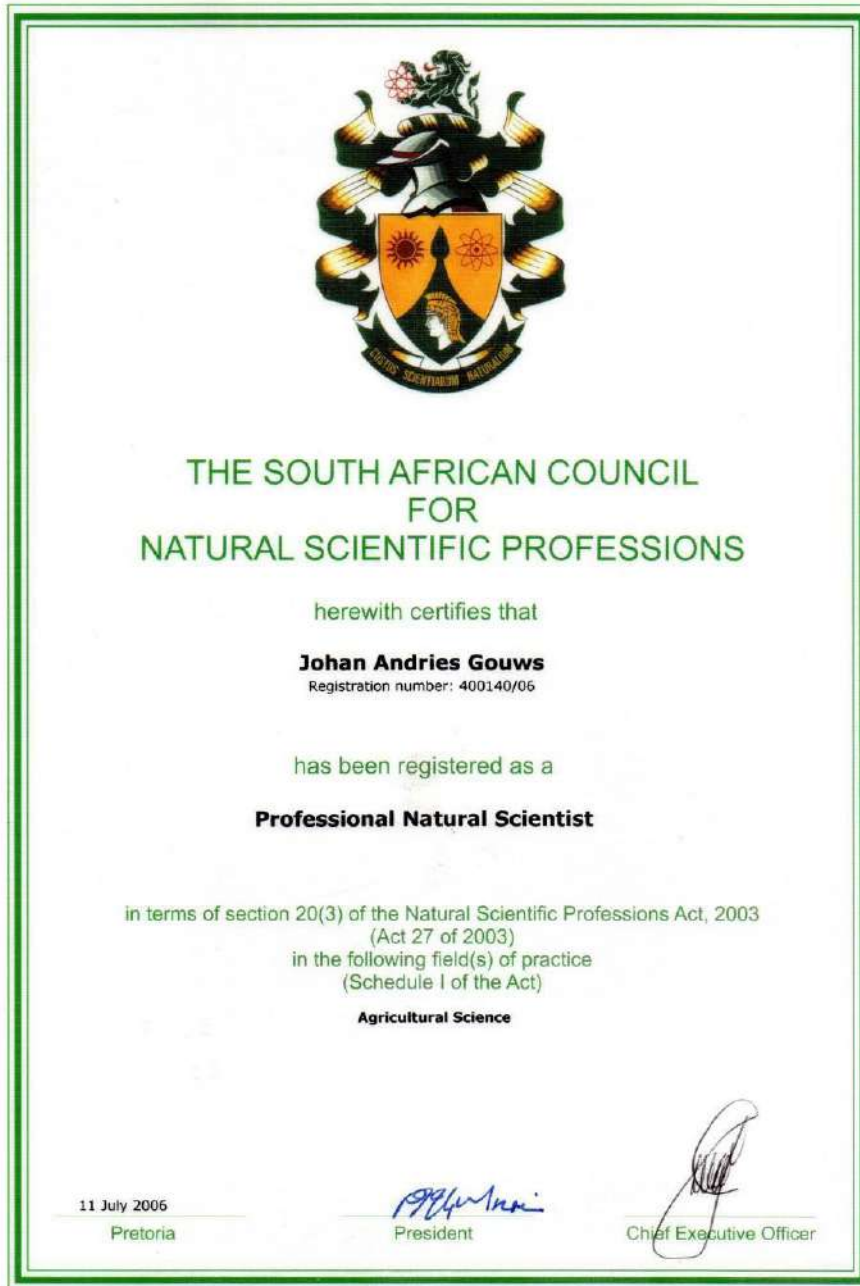 CUSTOS SCIENTIARUM NATURALIUM
THE SOUTH AFRICAN COUNCIL
FOR
NATURAL SCIENTIFIC PROFESSIONS
herewith certifies that
Johan Andries Gouws
Registration number: 400140/06
has been registered as a
Professional Natural Scientist
in terms of section 20(3) of the Natural Scientific Professions Act, 2003
(Act 27 of 2003)
in the following field(s) of practice
(Schedule I of the Act)
Agricultural Science
11 July 2006
Pretoria
President
Chief Executive Officer